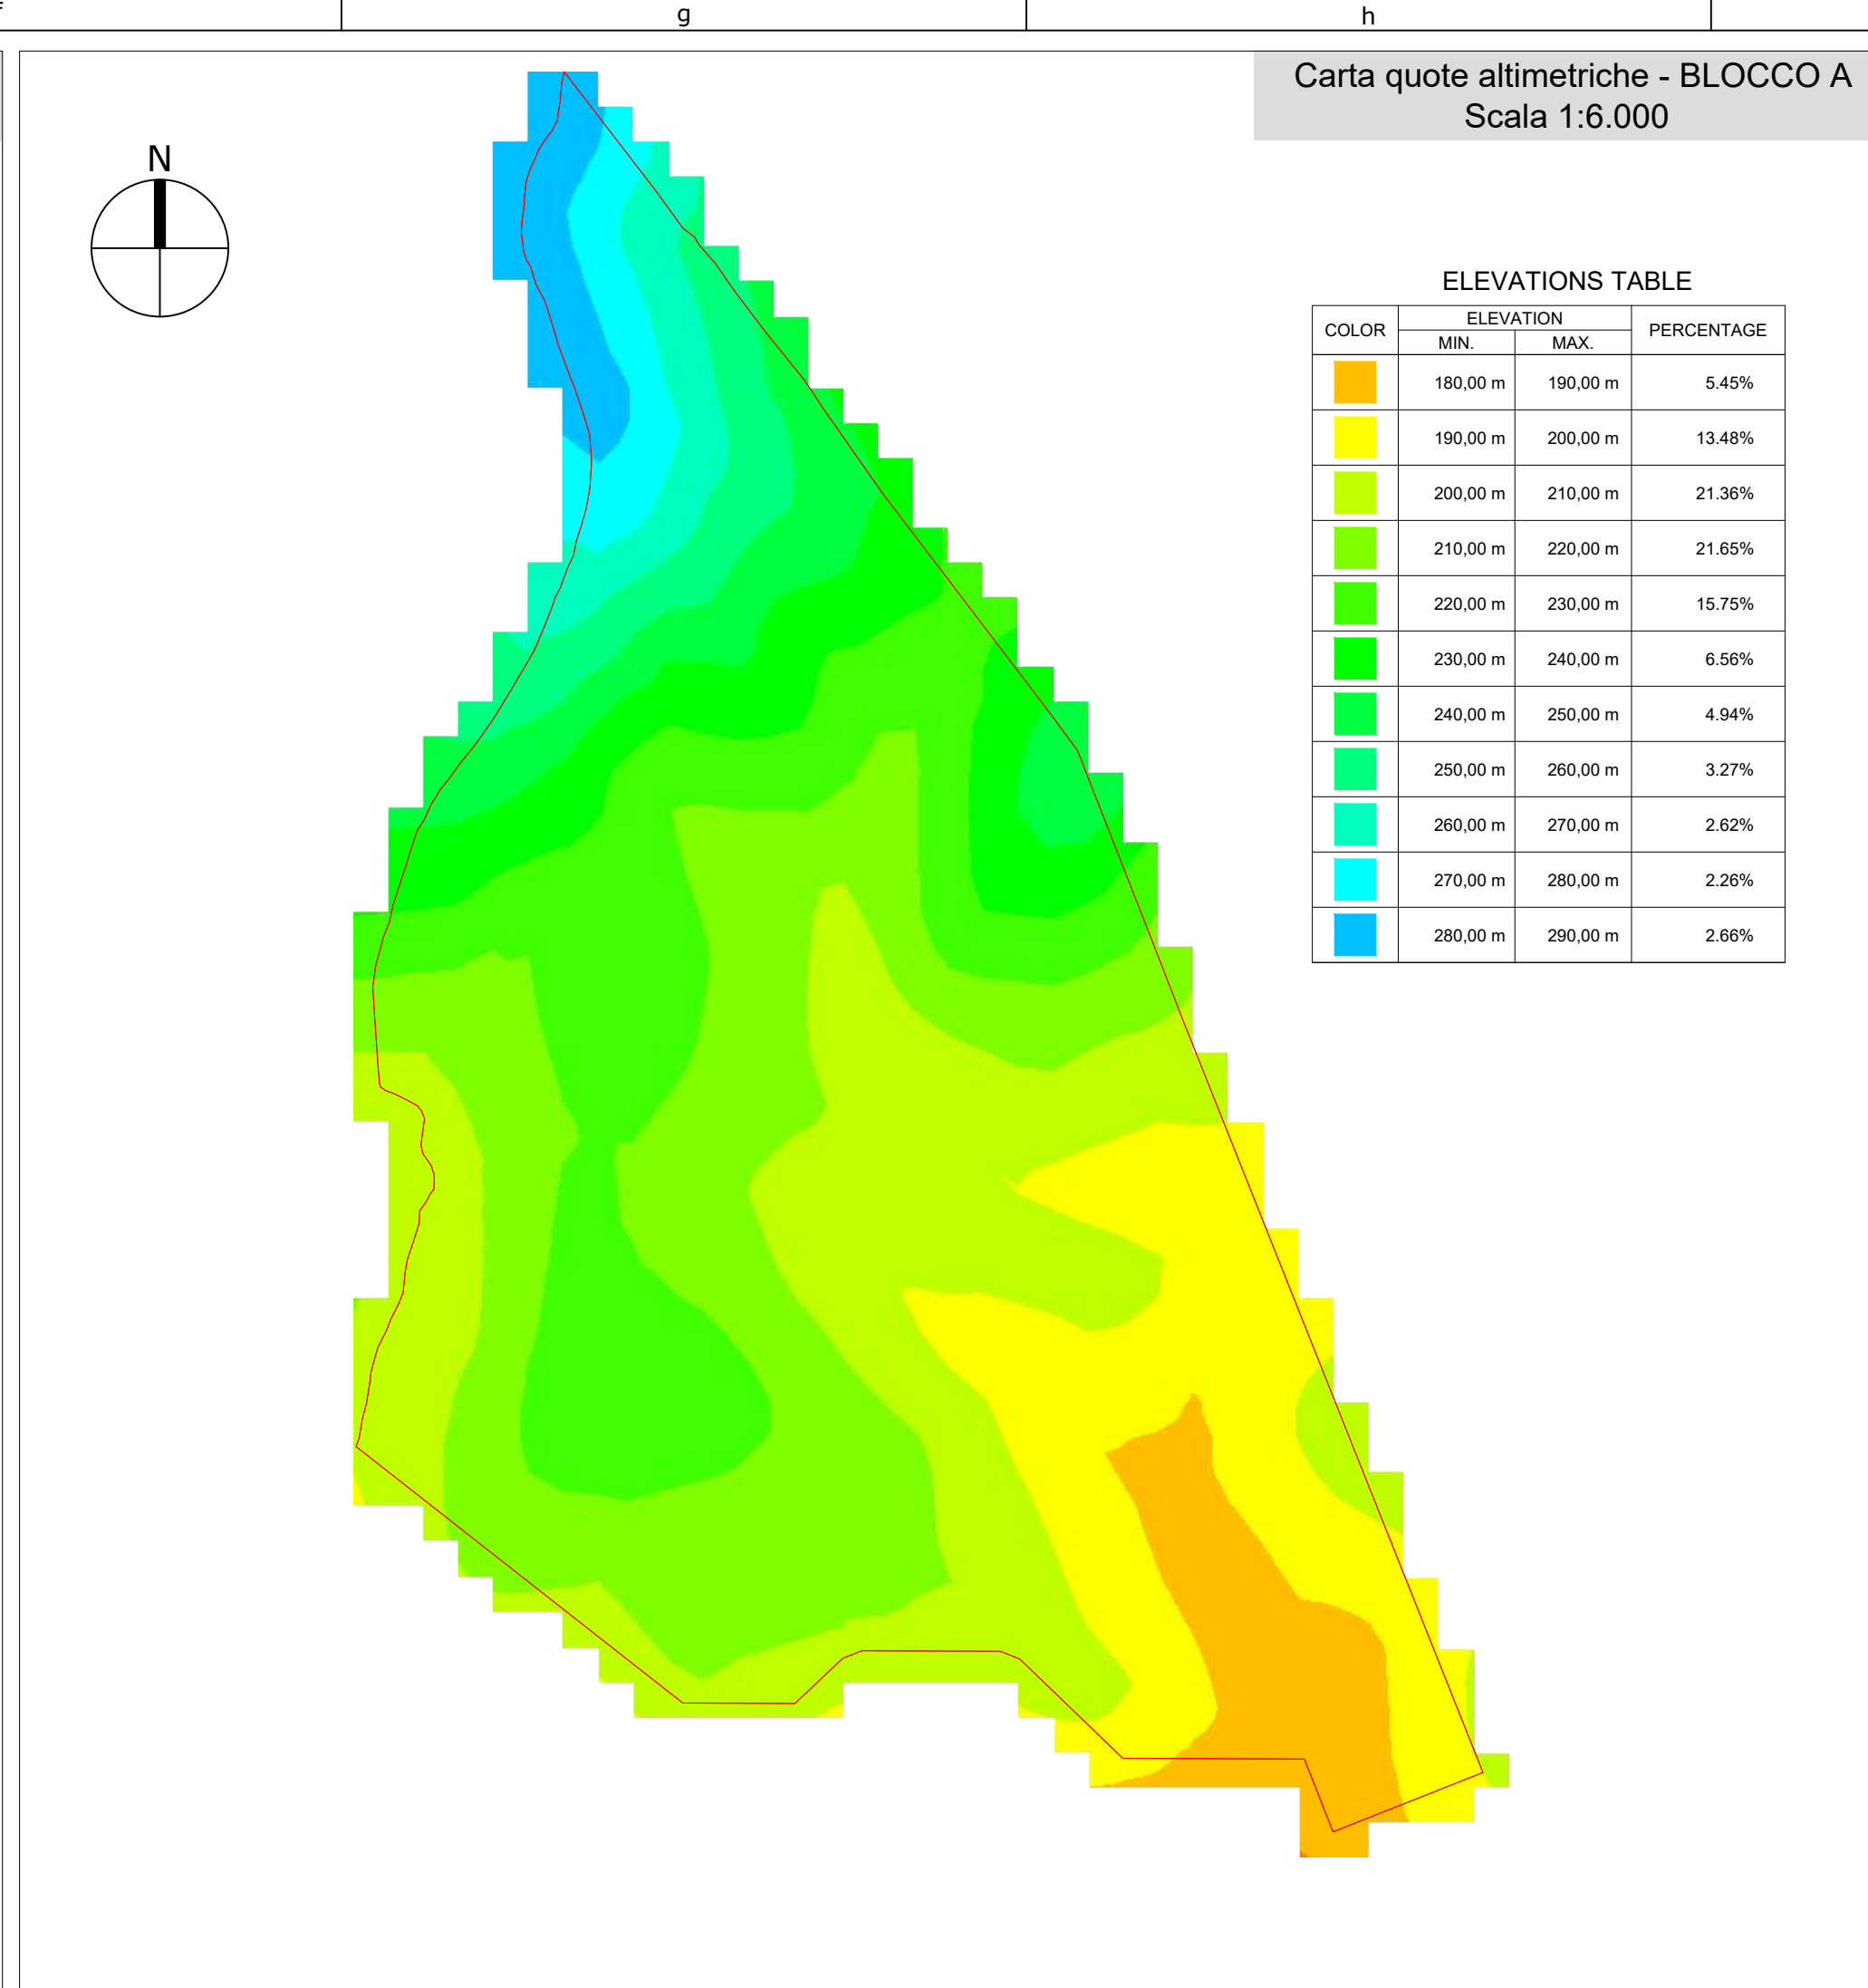 g
h
Carta quote altimetriche - BLOCCO A
Scala 1:6.000
N
ELEVATIONS TABLE
COLOR ELEVATION PERCENTAGE
MIN. MAX.
180,00 m 190,00 m 5.45%
190,00 m 200,00 m 13.48%
200,00 m 210,00 m 21.36%
210,00 m 220,00 m 21.65%
220,00 m 230,00 m 15.75%
230,00 m 240,00 m 6.56%
240,00 m 250,00 m 4.94%
250,00 m 260,00 m 3.27%
260,00 m 270,00 m 2.62%
270,00 m 280,00 m 2.26%
280,00 m 290,00 m 2.66%